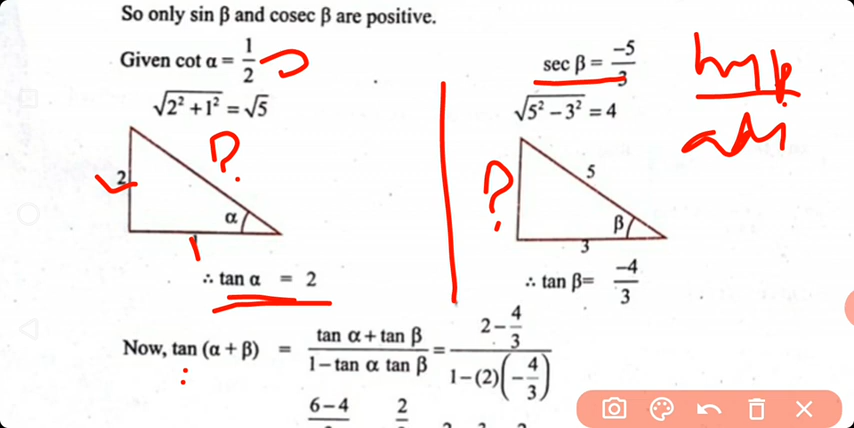 So only sin β and cosec β are positive.
Given cot α = 1/2
sec β = -5/3
hyp
adj
√2² + 1² = √5
√5² − 3² = 4
2
?
α
1
?
5
β
3
∴ tan α = 2
∴ tan β = -4/3
Now, tan (α + β) = tan α + tan β / 1 − tan α tan β = 2 − 4/3 / 1 − (2)(− 4/3)
6 − 4
2